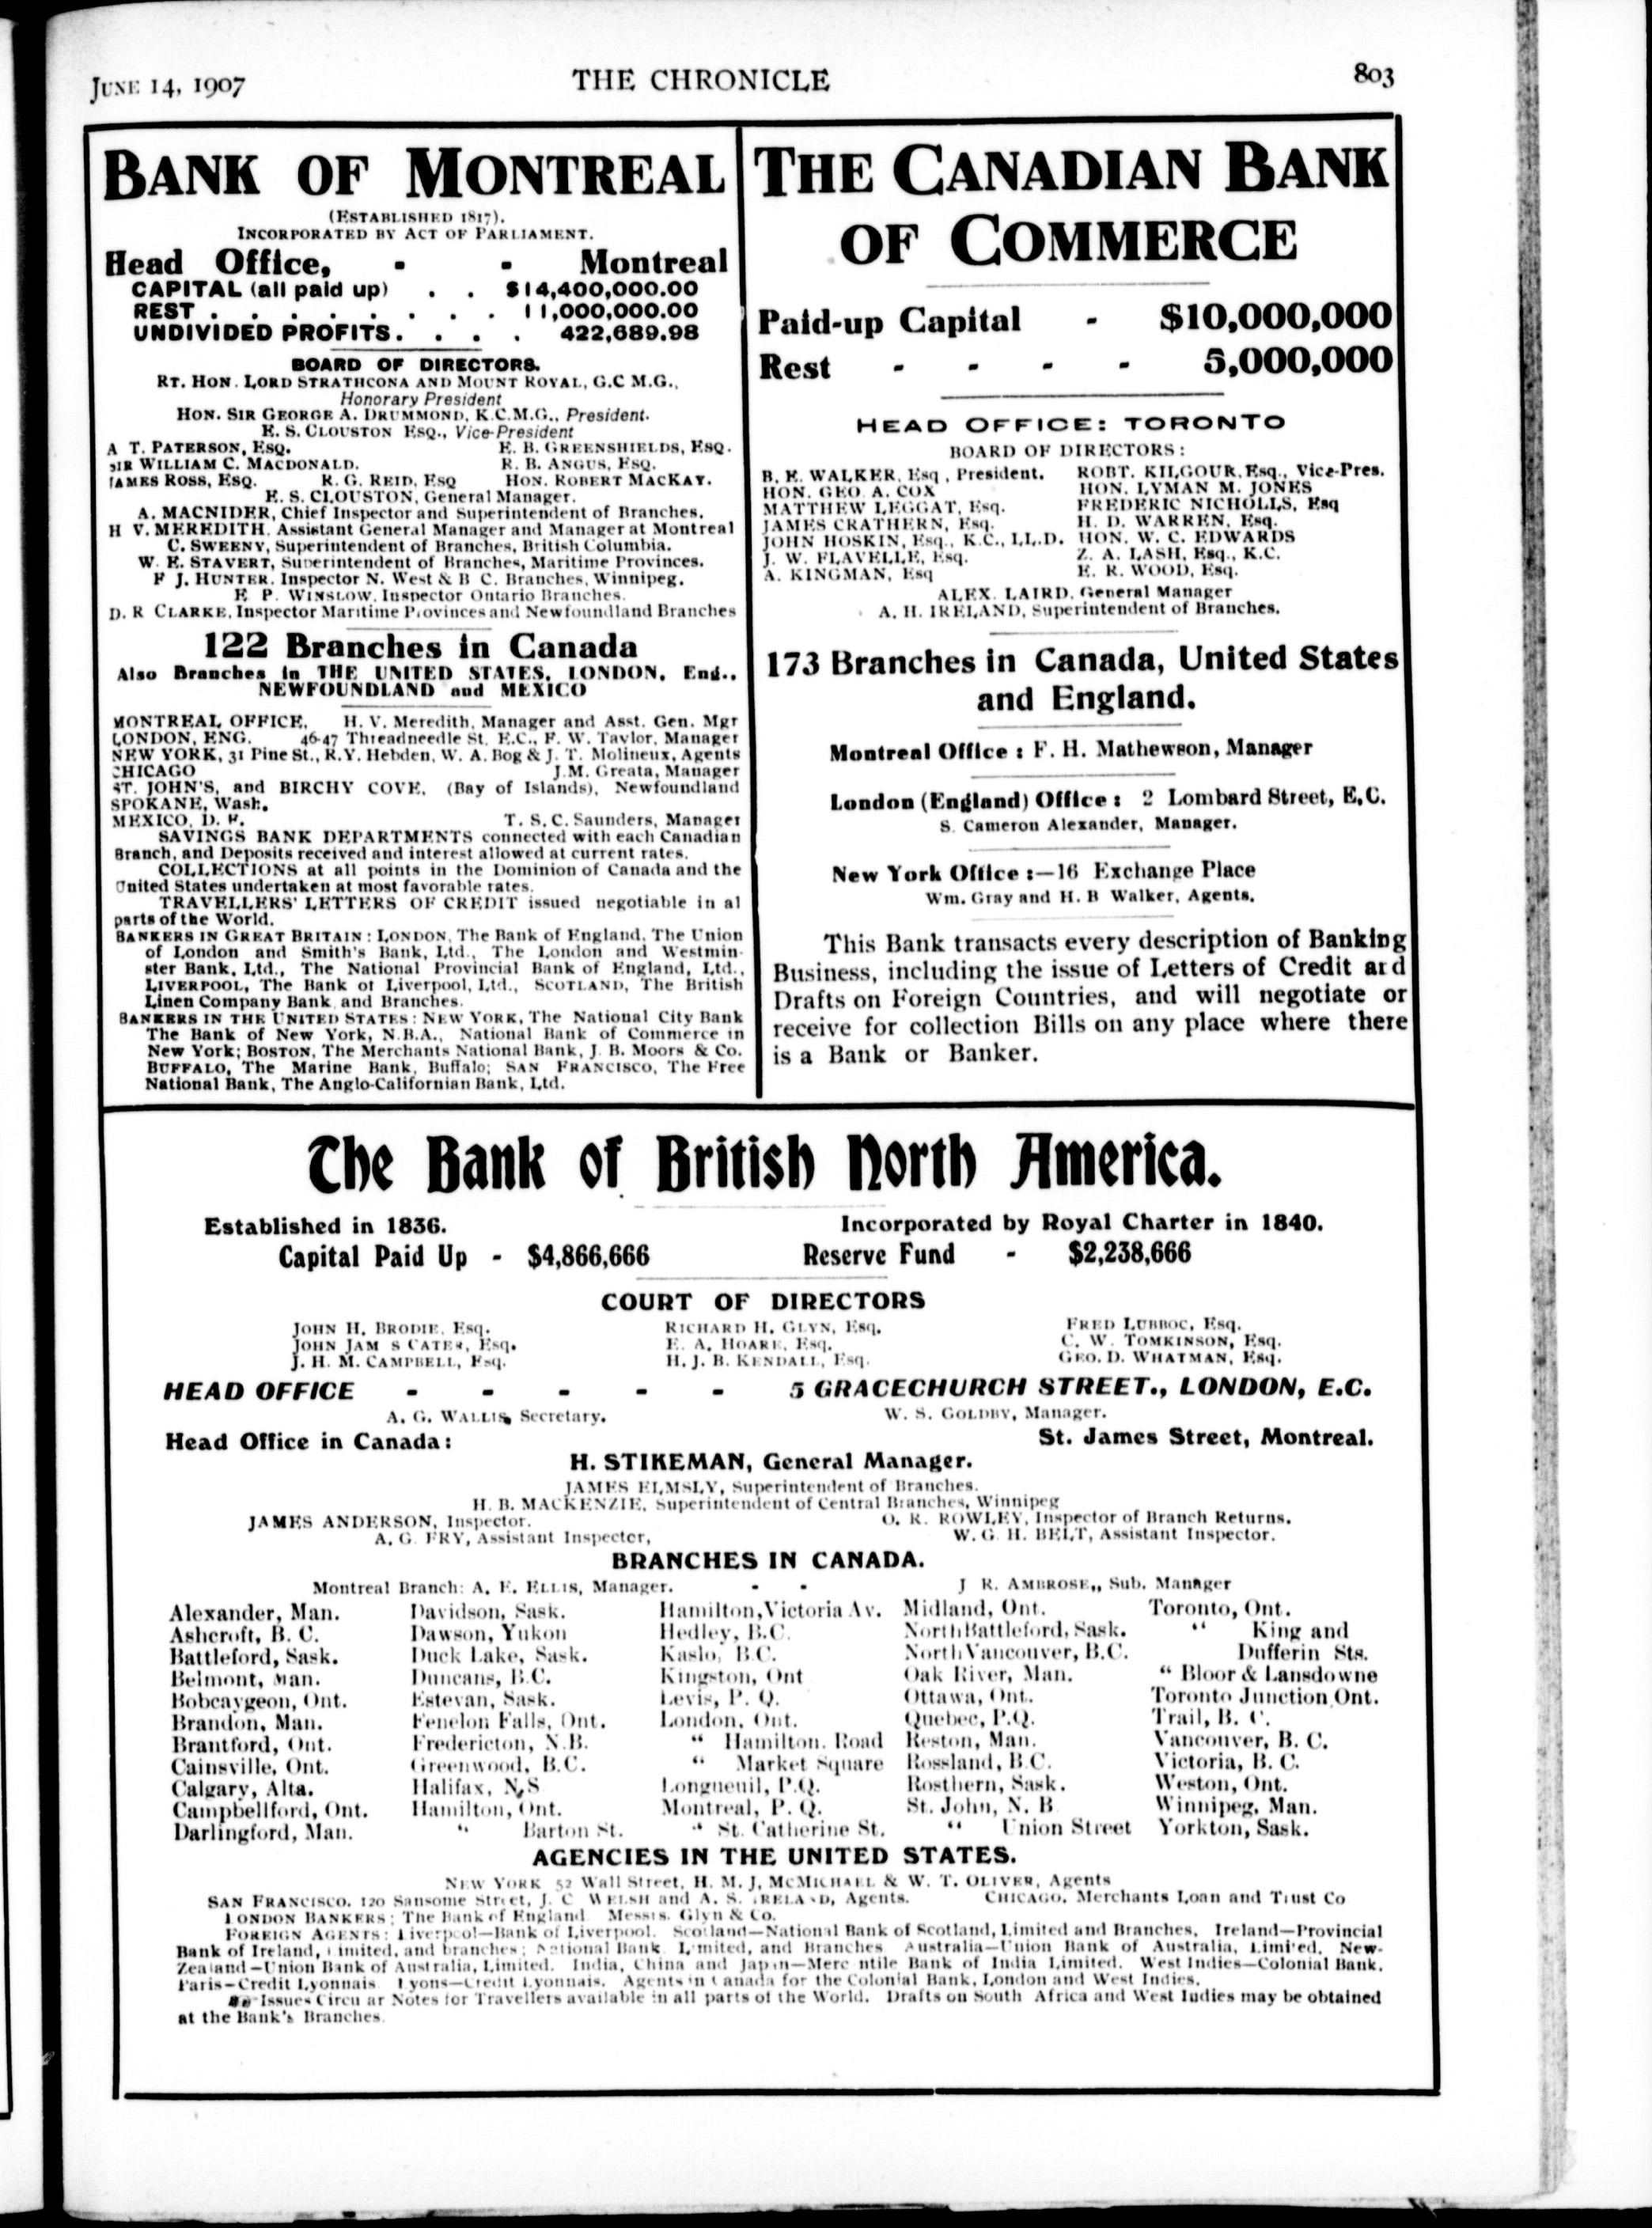 JUNE 14, 1907
THE CHRONICLE
803
BANK OF MONTREAL
(ESTABLISHED 1817).
INCORPORATED BY ACT OF PARLIAMENT.
Head Office, - - Montreal
CAPITAL (all paid up) . . $14,400,000.00
REST . . . . . . . . 11,000,000.00
UNDIVIDED PROFITS. . . . 422,689.98
BOARD OF DIRECTORS.
RT. HON. LORD STRATHCONA AND MOUNT ROYAL, G.C M.G.,
Honorary President
HON. SIR GEORGE A. DRUMMOND, K.C.M.G., President.
E. S. CLOUSTON ESQ., Vice-President
A T. PATERSON, ESQ. E. B. GREENSHIELDS, ESQ.
SIR WILLIAM C. MACDONALD. R. B. ANGUS, ESQ.
JAMES ROSS, ESQ. R. G. REID, ESQ HON. ROBERT MACKAY.
E. S. CLOUSTON, General Manager.
A. MACNIDER, Chief Inspector and Superintendent of Branches.
H V. MEREDITH, Assistant General Manager and Manager at Montreal
C. SWEENY, Superintendent of Branches, British Columbia.
W. E. STAVERT, Superintendent of Branches, Maritime Provinces.
F J. HUNTER, Inspector N. West & B C. Branches, Winnipeg.
E P. WINSLOW, Inspector Ontario Branches.
D. R CLARKE, Inspector Maritime Provinces and Newfoundland Branches
122 Branches in Canada
Also Branches in THE UNITED STATES, LONDON, Eng.,
NEWFOUNDLAND and MEXICO
MONTREAL OFFICE, H. V. Meredith, Manager and Asst. Gen. Mgr
LONDON, ENG. 46-47 Threadneedle St. E.C., F. W. Taylor, Manager
NEW YORK, 31 Pine St., R.Y. Hebden, W. A. Bog & J. T. Molineux, Agents
CHICAGO J.M. Greata, Manager
ST. JOHN'S, and BIRCHY COVE, (Bay of Islands), Newfoundland
SPOKANE, Wash.
MEXICO, D. F. T. S. C. Saunders, Manager
SAVINGS BANK DEPARTMENTS connected with each Canadian
Branch, and Deposits received and interest allowed at current rates.
COLLECTIONS at all points in the Dominion of Canada and the
United States undertaken at most favorable rates.
TRAVELLERS' LETTERS OF CREDIT issued negotiable in al
parts of the World.
BANKERS IN GREAT BRITAIN : LONDON, The Bank of England, The Union
of London and Smith's Bank, Ltd., The London and Westmin-
ster Bank, Ltd., The National Provincial Bank of England, Ltd.,
LIVERPOOL, The Bank of Liverpool, Ltd., SCOTLAND, The British
Linen Company Bank, and Branches.
BANKERS IN THE UNITED STATES : NEW YORK, The National City Bank
The Bank of New York, N.B.A., National Bank of Commerce in
New York; BOSTON, The Merchants National Bank, J. B. Moors & Co.
BUFFALO, The Marine Bank, Buffalo; SAN FRANCISCO, The Free
National Bank, The Anglo-Californian Bank, Ltd.
THE CANADIAN BANK
OF COMMERCE
Paid-up Capital - $10,000,000
Rest - - - - 5,000,000
HEAD OFFICE: TORONTO
BOARD OF DIRECTORS :
B. E. WALKER, Esq , President. ROBT. KILGOUR, Esq., Vice-Pres.
HON. GEO. A. COX HON. LYMAN M. JONES
MATTHEW LEGGAT, Esq. FREDERIC NICHOLLS, Esq
JAMES CRATHERN, Esq. H. D. WARREN, Esq.
JOHN HOSKIN, Esq., K.C., LL.D. HON. W. C. EDWARDS
J. W. FLAVELLE, Esq. Z. A. LASH, Esq., K.C.
A. KINGMAN, Esq E. R. WOOD, Esq.
ALEX. LAIRD, General Manager
A. H. IRELAND, Superintendent of Branches.
173 Branches in Canada, United States
and England.
Montreal Office : F. H. Mathewson, Manager
London (England) Office : 2 Lombard Street, E.C.
S. Cameron Alexander, Manager.
New York Office :—16 Exchange Place
Wm. Gray and H. B Walker, Agents.
This Bank transacts every description of Banking
Business, including the issue of Letters of Credit and
Drafts on Foreign Countries, and will negotiate or
receive for collection Bills on any place where there
is a Bank or Banker.
The Bank of British North America.
Established in 1836. Incorporated by Royal Charter in 1840.
Capital Paid Up - $4,866,666 Reserve Fund - $2,238,666
COURT OF DIRECTORS
JOHN H. BRODIE, Esq. RICHARD H. GLYN, Esq. FRED LUBBOC, Esq.
JOHN JAM S CATER, Esq. E. A. HOARE, Esq. C. W. TOMKINSON, Esq.
J. H. M. CAMPBELL, Esq. H. J. B. KENDALL, Esq. GEO. D. WHATMAN, Esq.
HEAD OFFICE - - - - - 5 GRACECHURCH STREET., LONDON, E.C.
A. G. WALLIS, Secretary. W. S. GOLDBY, Manager.
Head Office in Canada: St. James Street, Montreal.
H. STIKEMAN, General Manager.
JAMES ELMSLY, Superintendent of Branches.
H. B. MACKENZIE, Superintendent of Central Branches, Winnipeg
JAMES ANDERSON, Inspector. O. R. ROWLEY, Inspector of Branch Returns.
A. G. FRY, Assistant Inspector, W. G. H. BELT, Assistant Inspector.
BRANCHES IN CANADA.
Montreal Branch: A. E. ELLIS, Manager. - - J R. AMBROSE,, Sub. Manager
Alexander, Man. Davidson, Sask. Hamilton, Victoria Av. Midland, Ont. Toronto, Ont.
Ashcroft, B. C. Dawson, Yukon Hedley, B.C. North Battleford, Sask. " King and
Battleford, Sask. Duck Lake, Sask. Kaslo, B.C. North Vancouver, B.C. Dufferin Sts.
Belmont, Man. Duncans, B.C. Kingston, Ont Oak River, Man. " Bloor & Lansdowne
Bobcaygeon, Ont. Estevan, Sask. Levis, P. Q. Ottawa, Ont. Toronto Junction, Ont.
Brandon, Man. Fenelon Falls, Ont. London, Ont. Quebec, P.Q. Trail, B. C.
Brantford, Ont. Fredericton, N.B. " Hamilton. Road Reston, Man. Vancouver, B. C.
Cainsville, Ont. Greenwood, B.C. " Market Square Rossland, B.C. Victoria, B. C.
Calgary, Alta. Halifax, N,S Longueuil, P.Q. Rosthern, Sask. Weston, Ont.
Campbellford, Ont. Hamilton, Ont. Montreal, P. Q. St. John, N. B Winnipeg, Man.
Darlingford, Man. " Barton St. " St. Catherine St. " Union Street Yorkton, Sask.
AGENCIES IN THE UNITED STATES.
NEW YORK 52 Wall Street, H. M. J. MCMICHAEL & W. T. OLIVER, Agents
SAN FRANCISCO. 120 Sansome Street, J. C WELSH and A. S. IRELAND, Agents. CHICAGO, Merchants Loan and Trust Co
LONDON BANKERS: The Bank of England. Messrs. Glyn & Co.
FOREIGN AGENTS: Liverpool—Bank of Liverpool. Scotland—National Bank of Scotland, Limited and Branches, Ireland—Provincial
Bank of Ireland, Limited, and branches; National Bank, Limited, and Branches Australia—Union Bank of Australia, Limited. New-
Zealand—Union Bank of Australia, Limited. India, China and Japan—Merc ntile Bank of India Limited. West Indies—Colonial Bank.
Paris—Credit Lyonnais Lyons—Credit Lyonnais. Agents in Canada for the Colonial Bank, London and West Indies.
Issues Circu ar Notes for Travellers available in all parts of the World. Drafts on South Africa and West Indies may be obtained
at the Bank's Branches.